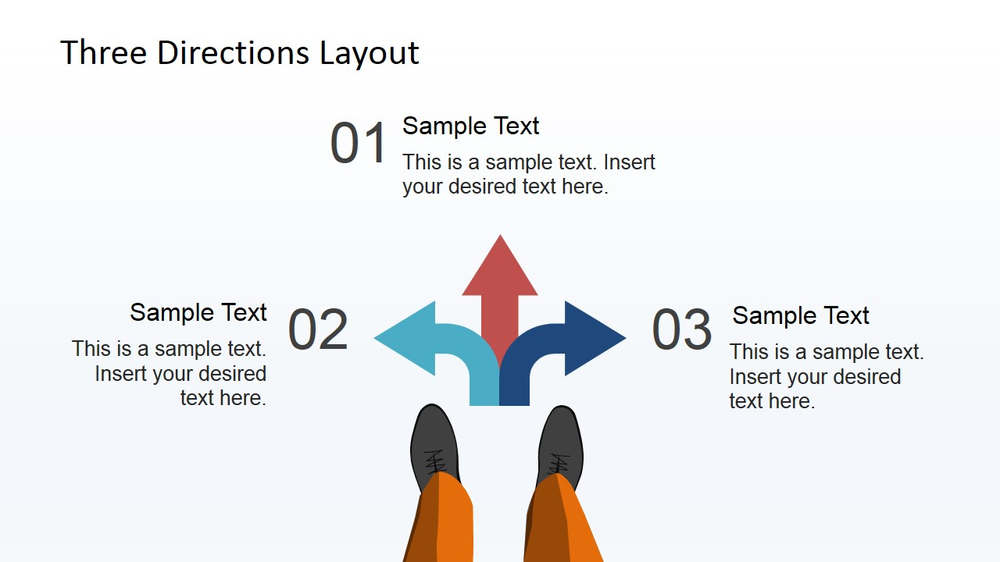 Three Directions Layout
01
Sample Text
This is a sample text. Insert
your desired text here.
Sample Text
02
This is a sample text.
Insert your desired
text here.
03
Sample Text
This is a sample text.
Insert your desired
text here.